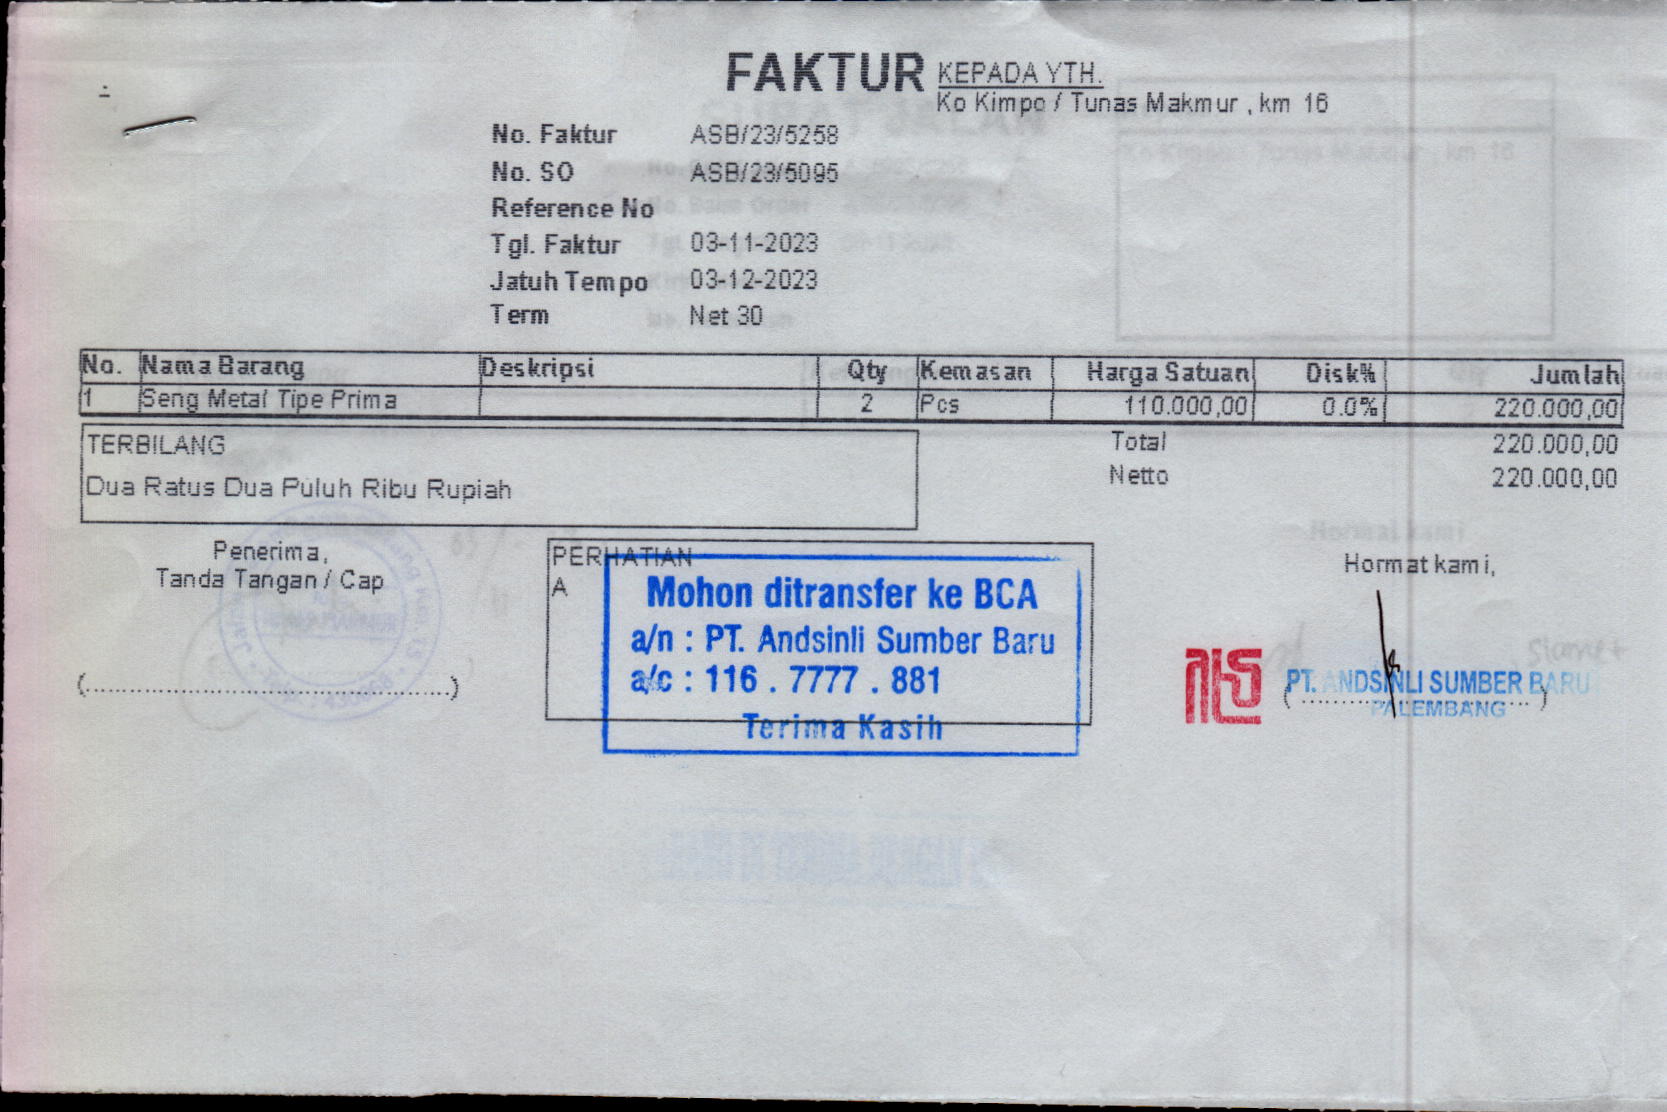 FAKTUR
KEPADA YTH.
Ko Kimpo / Tunas Makmur , km 16
No. Faktur ASB/23/5258
No. SO ASB/23/5095
Reference No
Tgl. Faktur 03-11-2023
Jatuh Tempo 03-12-2023
Term Net 30
No. Nama Barang Deskripsi Qty Kemasan Harga Satuan Disk% Jumlah
1 Seng Metal Tipe Prima 2 Pcs 110.000,00 0.0% 220.000,00
TERBILANG
Dua Ratus Dua Puluh Ribu Rupiah
Total 220.000,00
Netto 220.000,00
Penerima,
Tanda Tangan / Cap
(................................................)
PERHATIAN
A
Mohon ditransfer ke BCA
a/n : PT. Andsinli Sumber Baru
a/c : 116 . 7777 . 881
Terima Kasih
Hormat kami,
PT. ANDSINLI SUMBER BARU
PALEMBANG